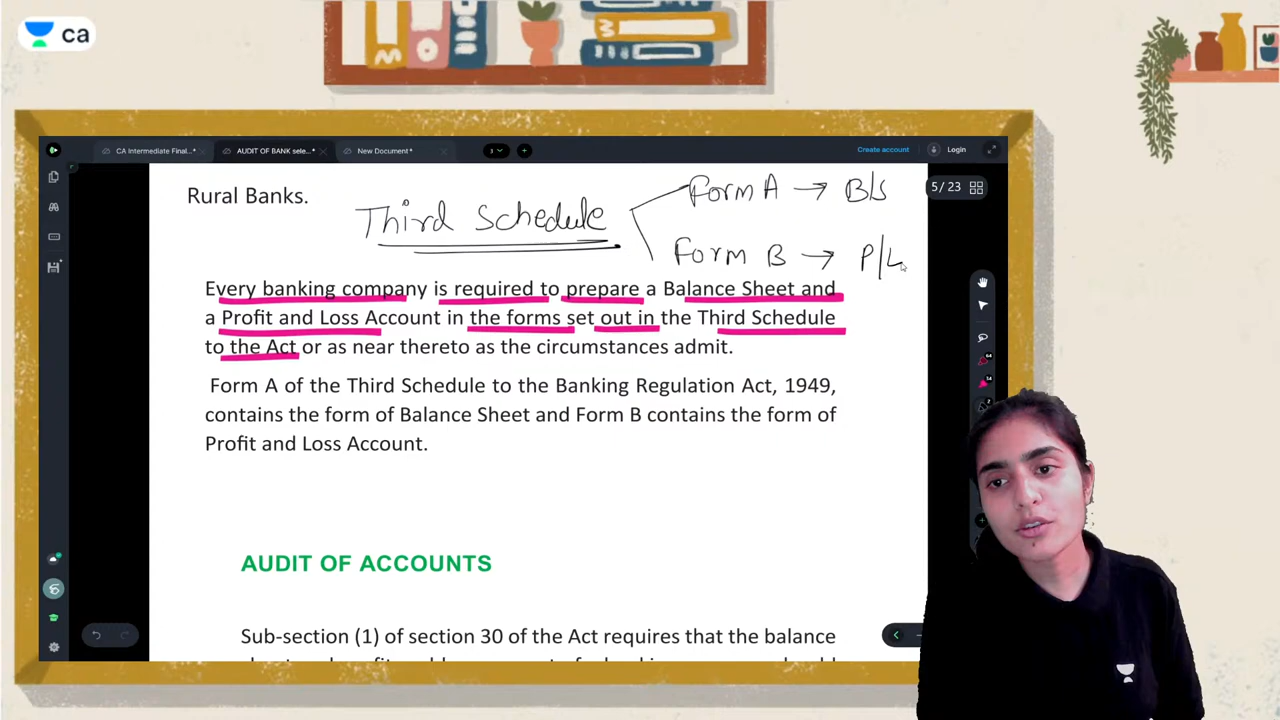 ca
CA Intermediate Final...*
AUDIT OF BANK sele...*
New Document*
Create account
Login
5/ 23
Rural Banks.
Third Schedule
Form A → B/S
Form B → P/L
Every banking company is required to prepare a Balance Sheet and
a Profit and Loss Account in the forms set out in the Third Schedule
to the Act or as near thereto as the circumstances admit.
Form A of the Third Schedule to the Banking Regulation Act, 1949,
contains the form of Balance Sheet and Form B contains the form of
Profit and Loss Account.
AUDIT OF ACCOUNTS
Sub-section (1) of section 30 of the Act requires that the balance